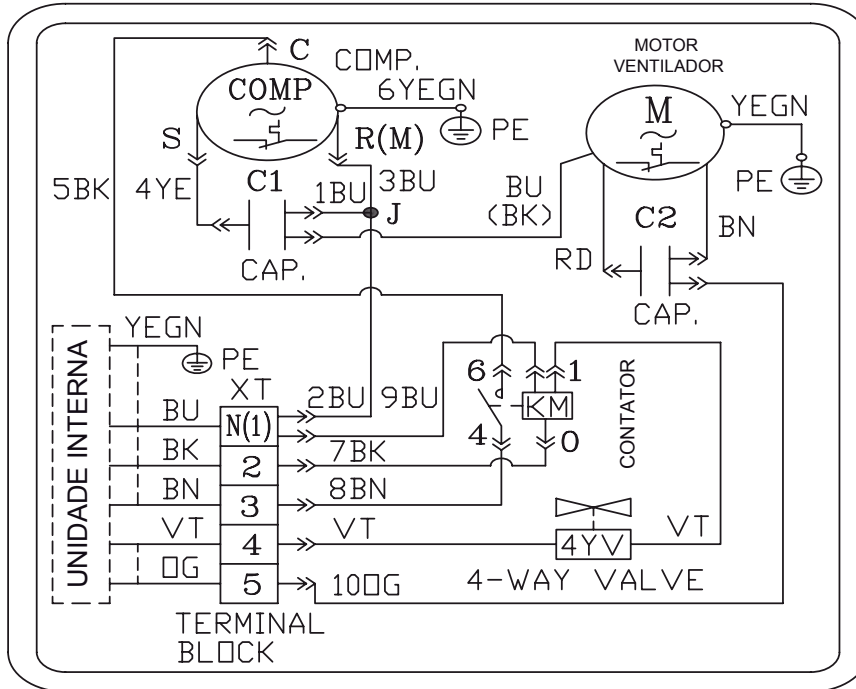 C
COMP.
MOTOR
VENTILADOR
COMP
6YEGN
M
YEGN
S
R(M)
PE
5BK
4YE
C1
1BU
3BU
J
BU
(BK)
PE
C2
BN
RD
CAP.
CAP.
UNIDADE INTERNA
YEGN
PE
XT
BU
N(1)
2BU
9BU
6
1
KM
CONTATOR
BK
2
7BK
4
0
BN
3
8BN
VT
4
VT
4YV
VT
OG
5
10OG
4-WAY VALVE
TERMINAL
BLOCK